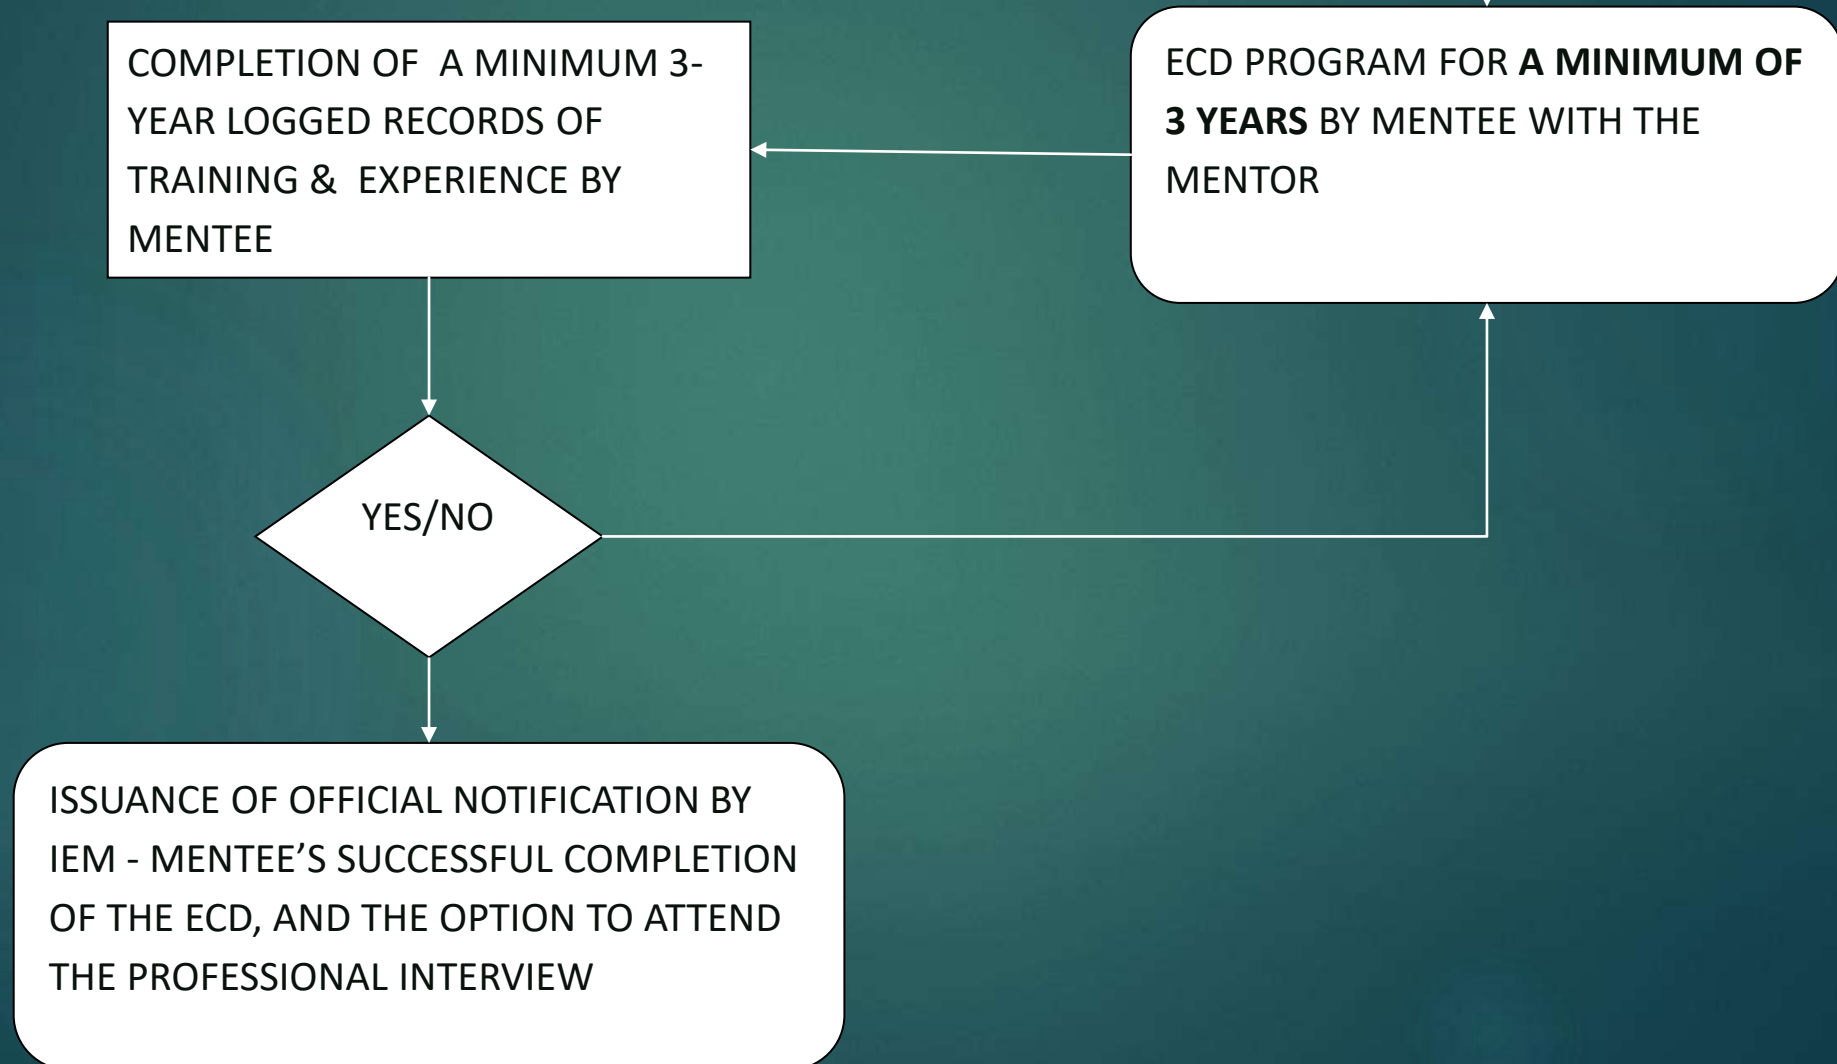 COMPLETION OF  A MINIMUM 3-
YEAR LOGGED RECORDS OF
TRAINING &  EXPERIENCE BY
MENTEE
ECD PROGRAM FOR A MINIMUM OF
3 YEARS BY MENTEE WITH THE
MENTOR
YES/NO
ISSUANCE OF OFFICIAL NOTIFICATION BY
IEM - MENTEE’S SUCCESSFUL COMPLETION
OF THE ECD, AND THE OPTION TO ATTEND
THE PROFESSIONAL INTERVIEW